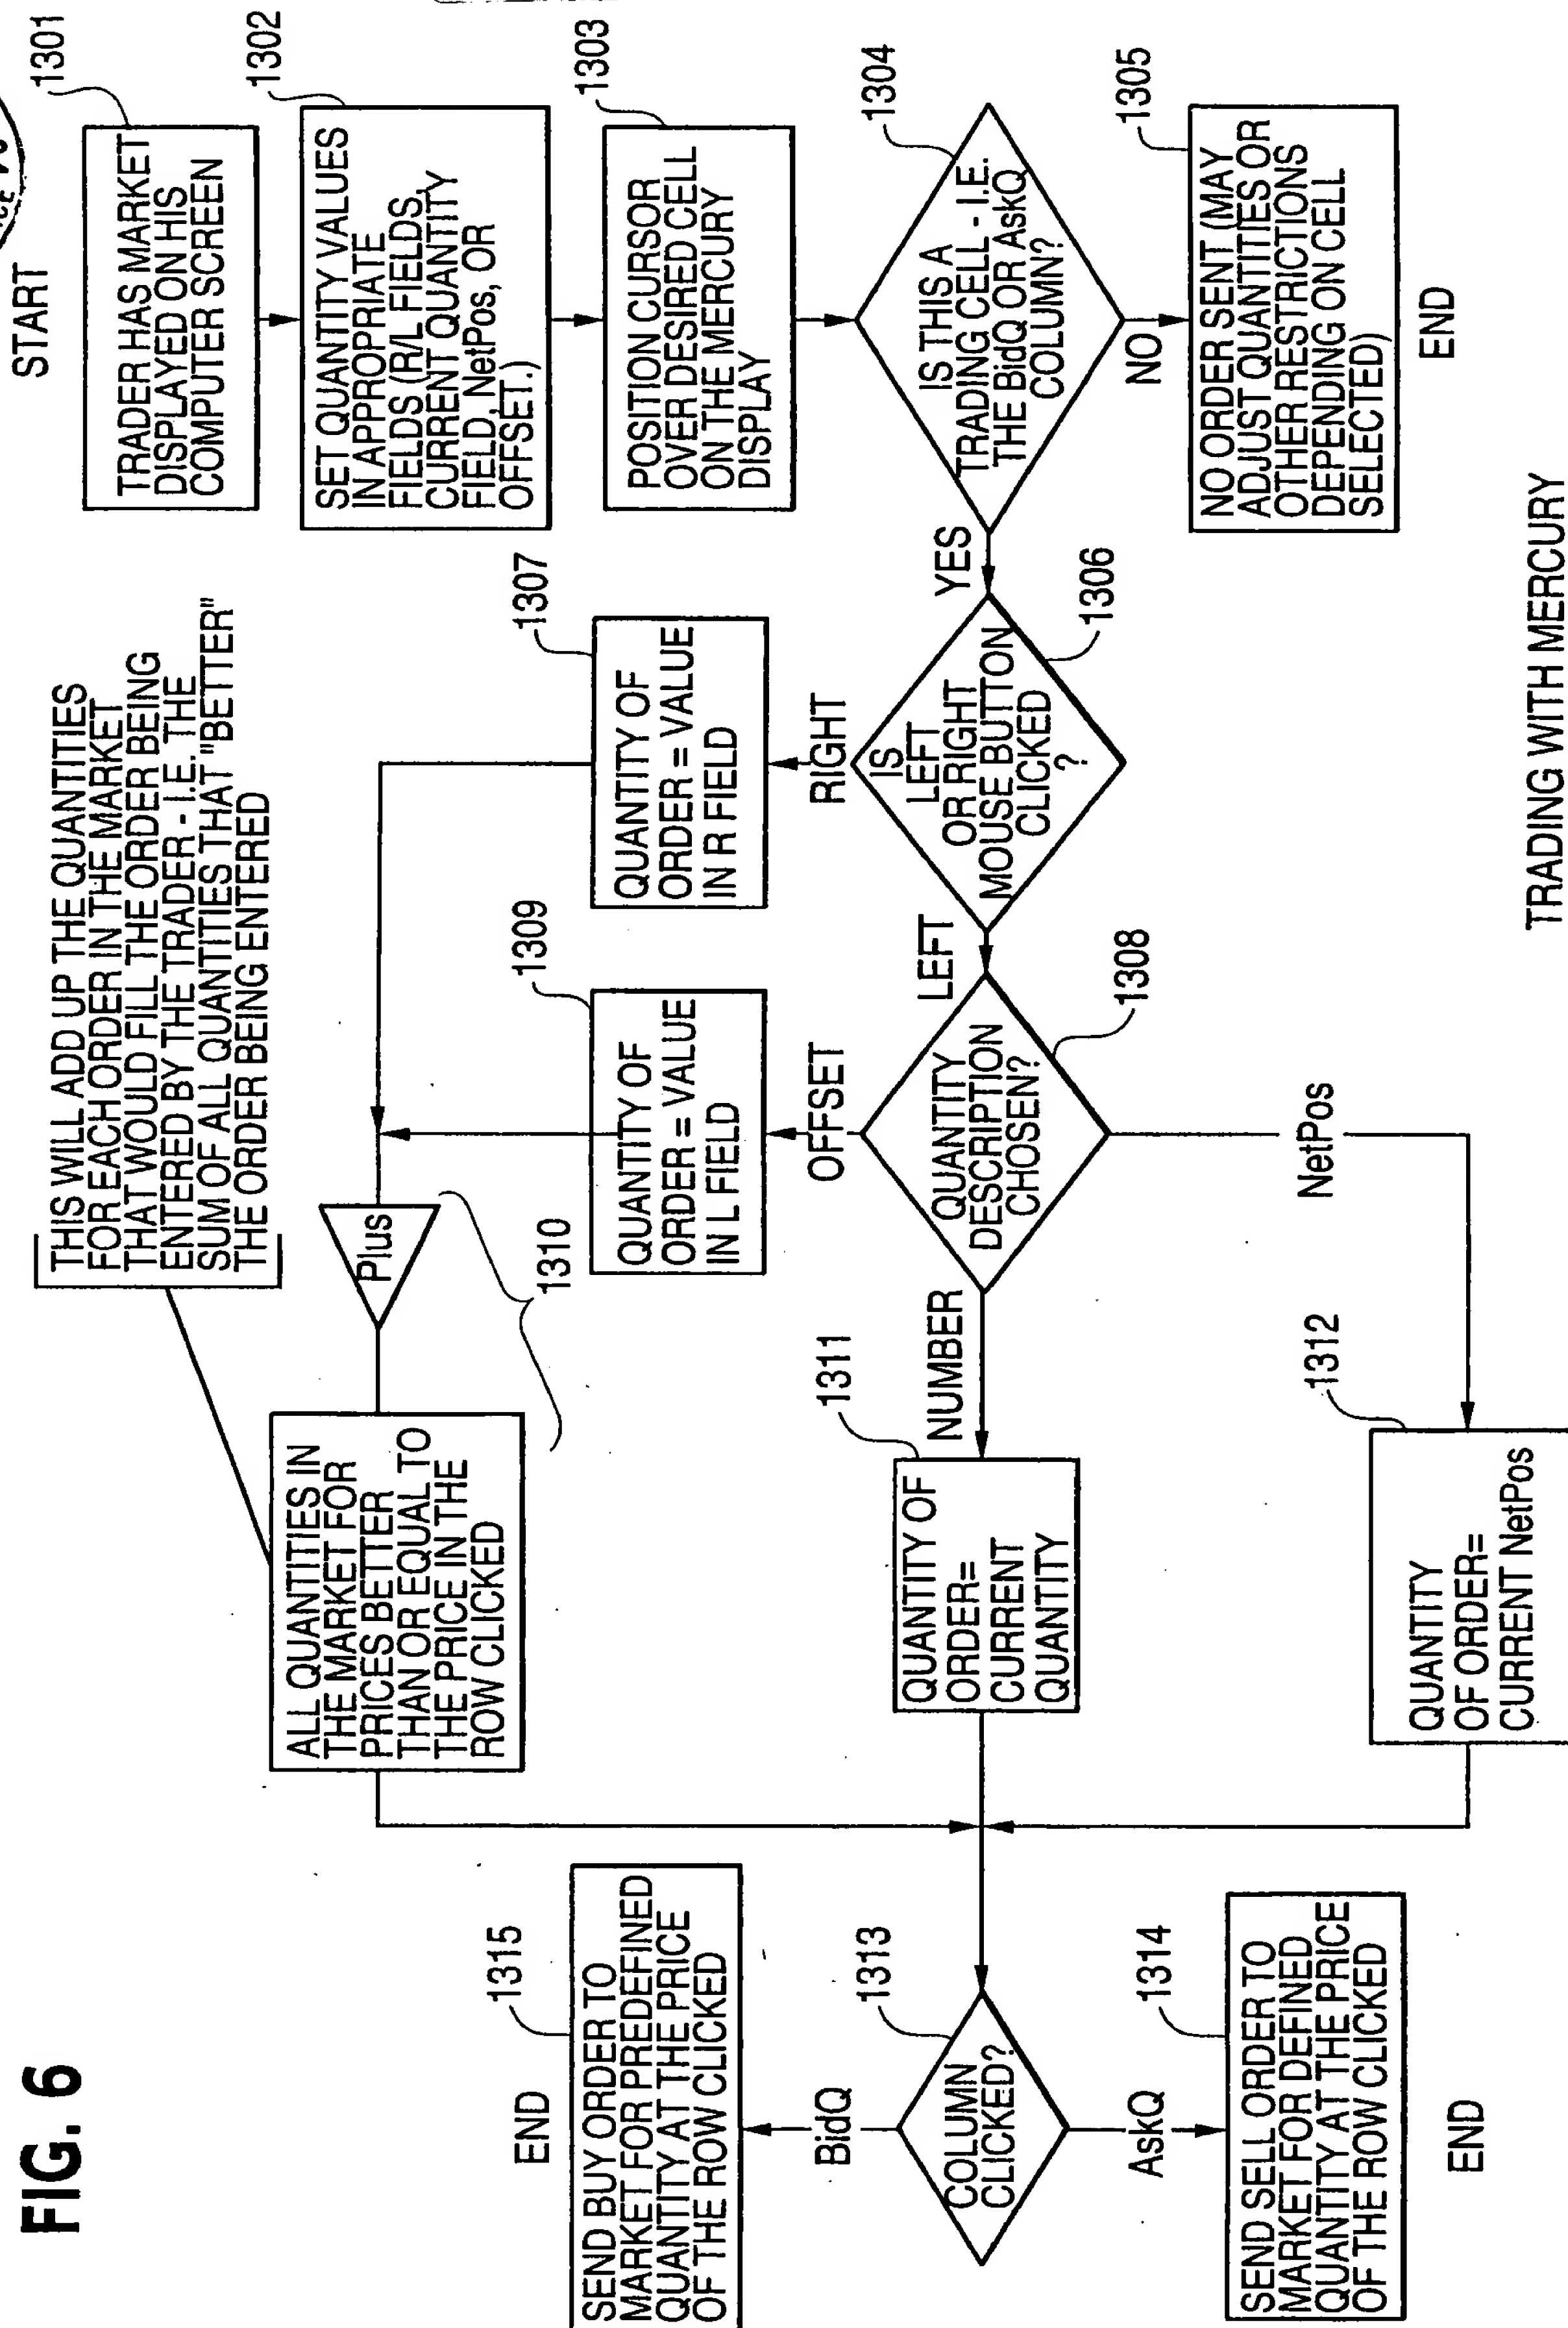 FIG. 6
START
1301
TRADER HAS MARKET
DISPLAYED ON HIS
COMPUTER SCREEN
1302
SET QUANTITY VALUES
IN APPROPRIATE
FIELDS (R/L FIELDS,
CURRENT QUANTITY
FIELD, NetPos, OR
OFFSET.)
1303
POSITION CURSOR
OVER DESIRED CELL
ON THE MERCURY
DISPLAY
1304
IS THIS A
TRADING CELL - I.E.
THE BidQ OR AskQ
COLUMN?
NO
1305
NO ORDER SENT (MAY
ADJUST QUANTITIES OR
OTHER RESTRICTIONS
DEPENDING ON CELL
SELECTED)
END
YES
1306
IS
LEFT
OR RIGHT
MOUSE BUTTON
CLICKED
?
RIGHT
1307
QUANTITY OF
ORDER = VALUE
IN R FIELD
LEFT
1308
QUANTITY
DESCRIPTION
CHOSEN?
OFFSET
1309
QUANTITY OF
ORDER = VALUE
IN L FIELD
Plus
1310
THIS WILL ADD UP THE QUANTITIES
FOR EACH ORDER IN THE MARKET
THAT WOULD FILL THE ORDER BEING
ENTERED BY THE TRADER - I.E. THE
SUM OF ALL QUANTITIES THAT "BETTER"
THE ORDER BEING ENTERED
ALL QUANTITIES IN
THE MARKET FOR
PRICES BETTER
THAN OR EQUAL TO
THE PRICE IN THE
ROW CLICKED
NUMBER
1311
QUANTITY OF
ORDER=
CURRENT
QUANTITY
NetPos
1312
QUANTITY
OF ORDER=
CURRENT NetPos
1313
COLUMN
CLICKED?
BidQ
1315
SEND BUY ORDER TO
MARKET FOR PREDEFINED
QUANTITY AT THE PRICE
OF THE ROW CLICKED
END
AskQ
1314
SEND SELL ORDER TO
MARKET FOR DEFINED
QUANTITY AT THE PRICE
OF THE ROW CLICKED
END
TRADING WITH MERCURY